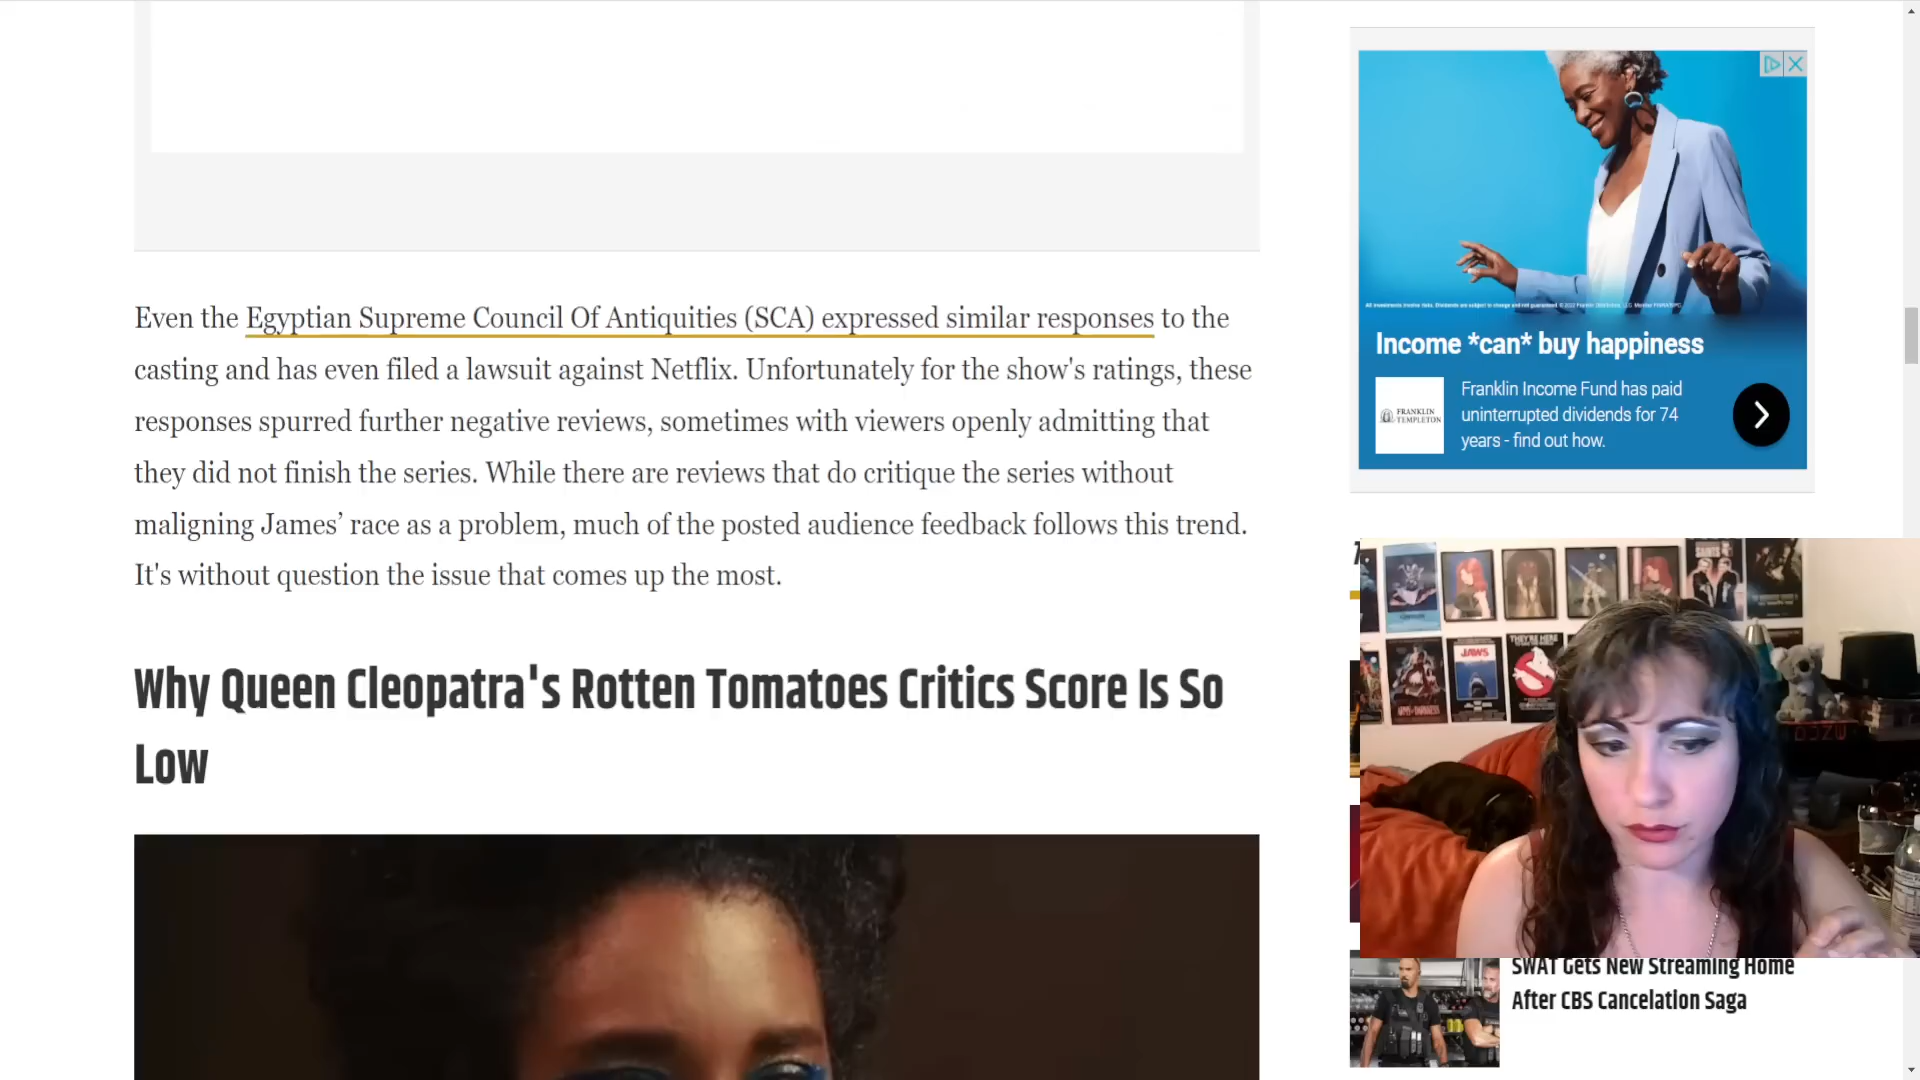 Even the Egyptian Supreme Council Of Antiquities (SCA) expressed similar responses to the
casting and has even filed a lawsuit against Netflix. Unfortunately for the show's ratings, these
responses spurred further negative reviews, sometimes with viewers openly admitting that
they did not finish the series. While there are reviews that do critique the series without
maligning James’ race as a problem, much of the posted audience feedback follows this trend.
It's without question the issue that comes up the most.
Why Queen Cleopatra's Rotten Tomatoes Critics Score Is So
Low
Income *can* buy happiness
FRANKLIN
TEMPLETON
Franklin Income Fund has paid
uninterrupted dividends for 74
years - find out how.
SAINTS
JAWS
THEY'RE HERE
SWAT Gets New Streaming Home
After CBS Cancelation Saga